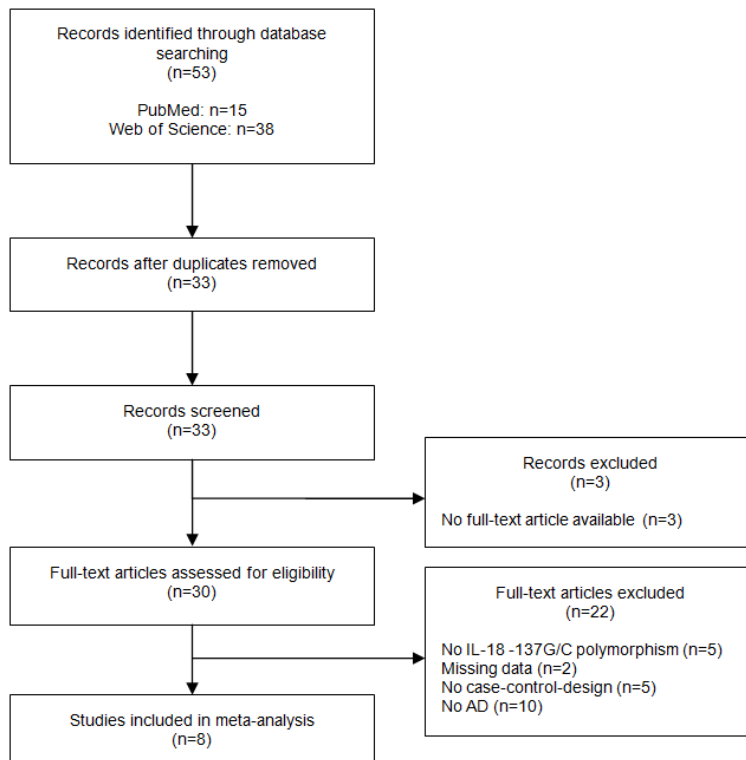 Records identified through database
searching
(n=53)
PubMed: n=15
Web of Science: n=38
Records after duplicates removed
(n=33)
Records screened
(n=33)
Records excluded
(n=3)
No full-text article available (n=3)
Full-text articles assessed for eligibility
(n=30)
Full-text articles excluded
(n=22)
No IL-18 -137G/C polymorphism (n=5)
Missing data (n=2)
No case-control-design (n=5)
No AD (n=10)
Studies included in meta-analysis
(n=8)